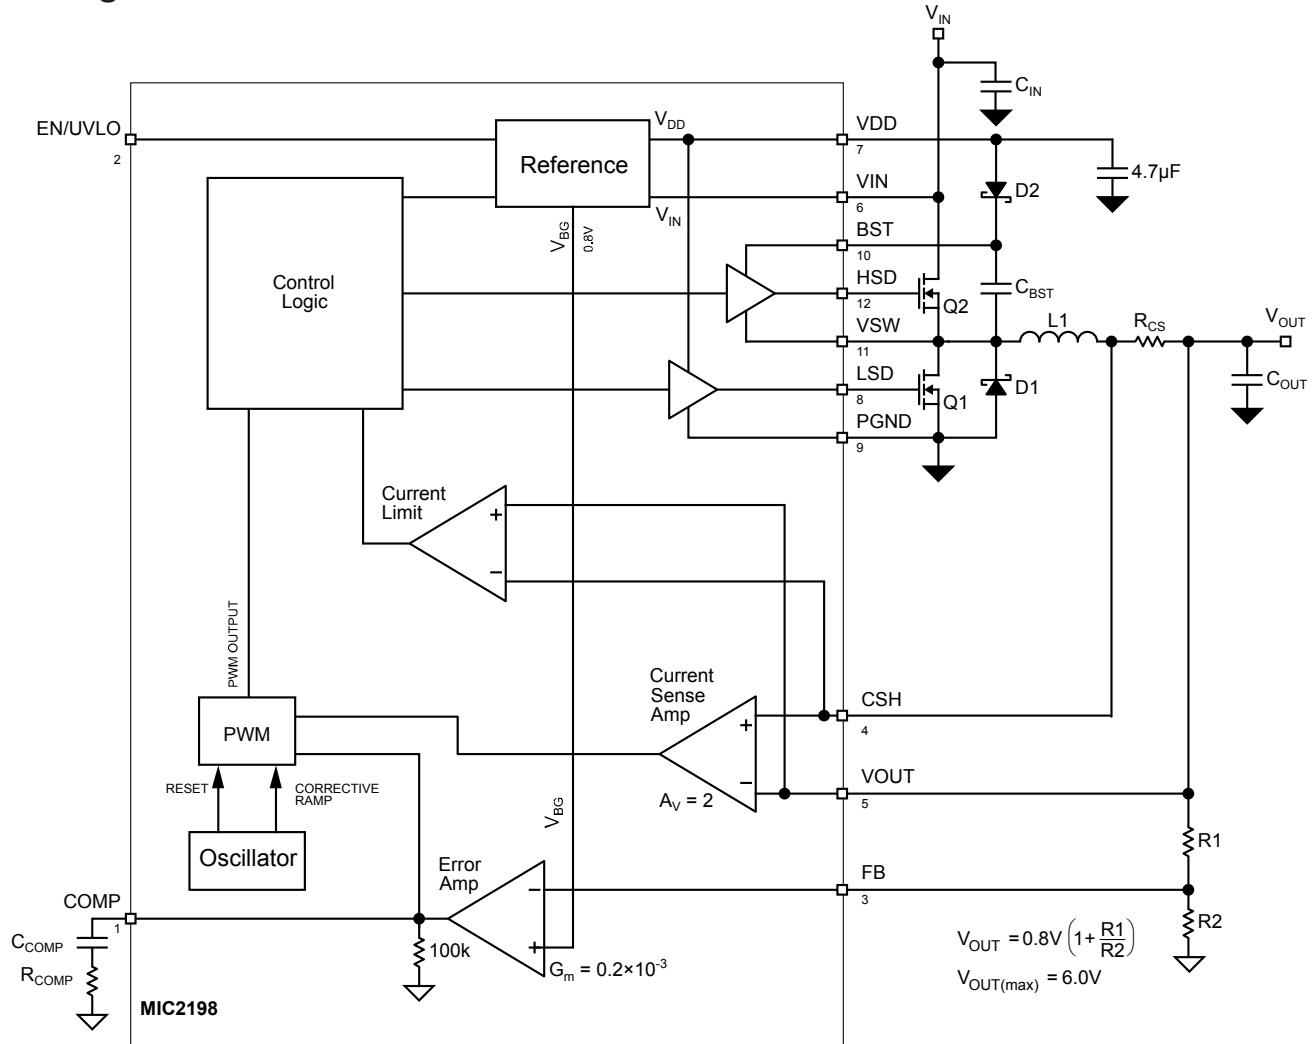 V_IN
C_IN
EN/UVLO
2
Reference
V_DD
VDD
7
4.7µF
V_IN
VIN
6
D2
V_BG
0.8V
BST
10
Control
Logic
HSD
12
Q2
C_BST
VSW
11
L1
R_CS
V_OUT
LSD
8
Q1
D1
C_OUT
PGND
9
Current
Limit
+
−
PWM OUTPUT
Current
Sense
Amp
+
−
A_V = 2
CSH
4
PWM
RESET
CORRECTIVE
RAMP
VOUT
5
V_BG
R1
Oscillator
Error
Amp
−
+
FB
3
COMP
1
R2
C_COMP
R_COMP
100k
G_m = 0.2×10⁻³
V_OUT = 0.8V (1+ R1/R2)
V_OUT(max) = 6.0V
MIC2198